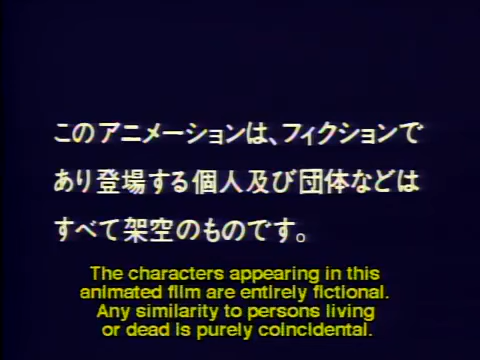 このアニメーションは、フィクションで
あり登場する個人及び団体などは
すべて架空のものです。
The characters appearing in this
animated film are entirely fictional.
Any similarity to persons living
or dead is purely coincidental.